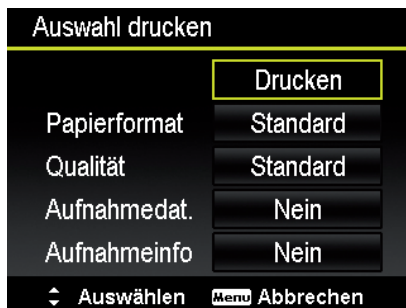 Auswahl drucken
Drucken
Papierformat Standard
Qualität Standard
Aufnahmedat. Nein
Aufnahmeinfo Nein
Auswählen Menu Abbrechen